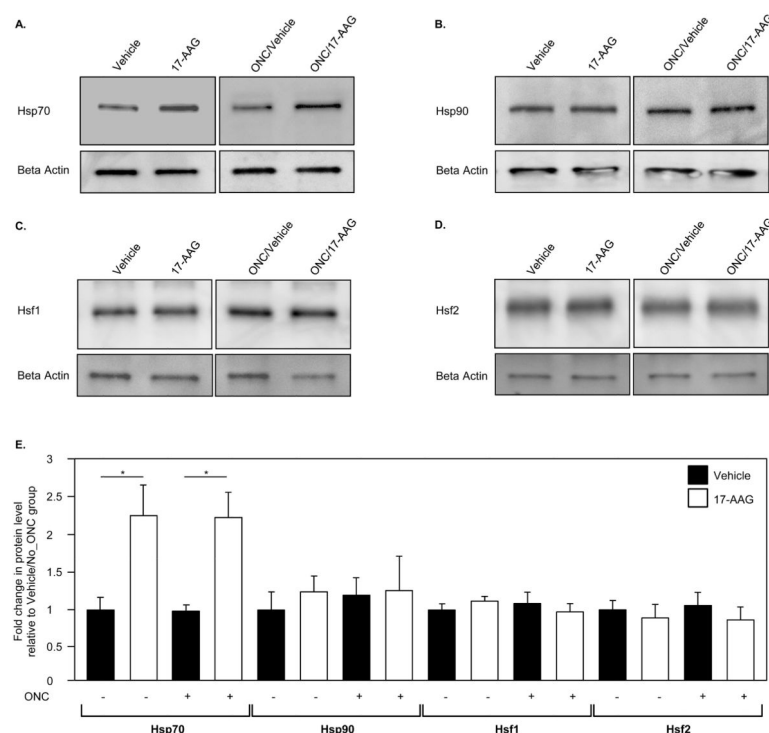 A.
Vehicle 17-AAG ONC/Vehicle ONC/17-AAG
Hsp70
Beta Actin
B.
Vehicle 17-AAG ONC/Vehicle ONC/17-AAG
Hsp90
Beta Actin
C.
Vehicle 17-AAG ONC/Vehicle ONC/17-AAG
Hsf1
Beta Actin
D.
Vehicle 17-AAG ONC/Vehicle ONC/17-AAG
Hsf2
Beta Actin
E.
Fold change in protein level
relative to Vehicle/No_ONC group
3
2.5
2
1.5
1
0.5
0
* *
Vehicle
17-AAG
ONC - - + + - - + + - - + + - - + +
Hsp70 Hsp90 Hsf1 Hsf2